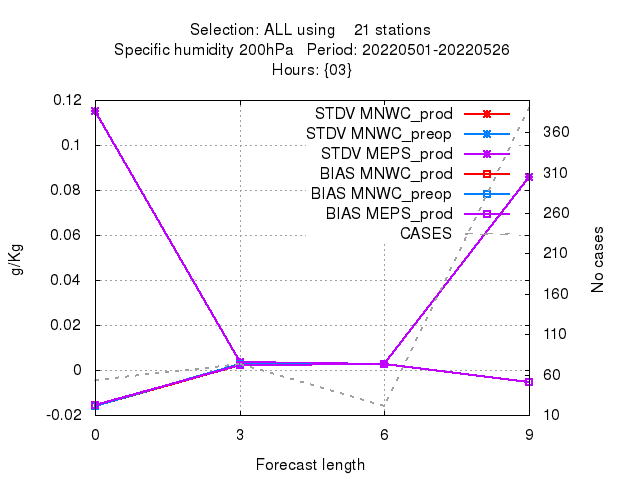 Selection: ALL using 21 stations
Specific humidity 200hPa Period: 20220501-20220526
Hours: {03}
STDV MNWC_prod
STDV MNWC_preop
STDV MEPS_prod
BIAS MNWC_prod
BIAS MNWC_preop
BIAS MEPS_prod
CASES
0.12
0.1
0.08
0.06
0.04
0.02
0
-0.02
g/Kg
360
310
260
210
160
110
60
10
No cases
0 3 6 9
Forecast length